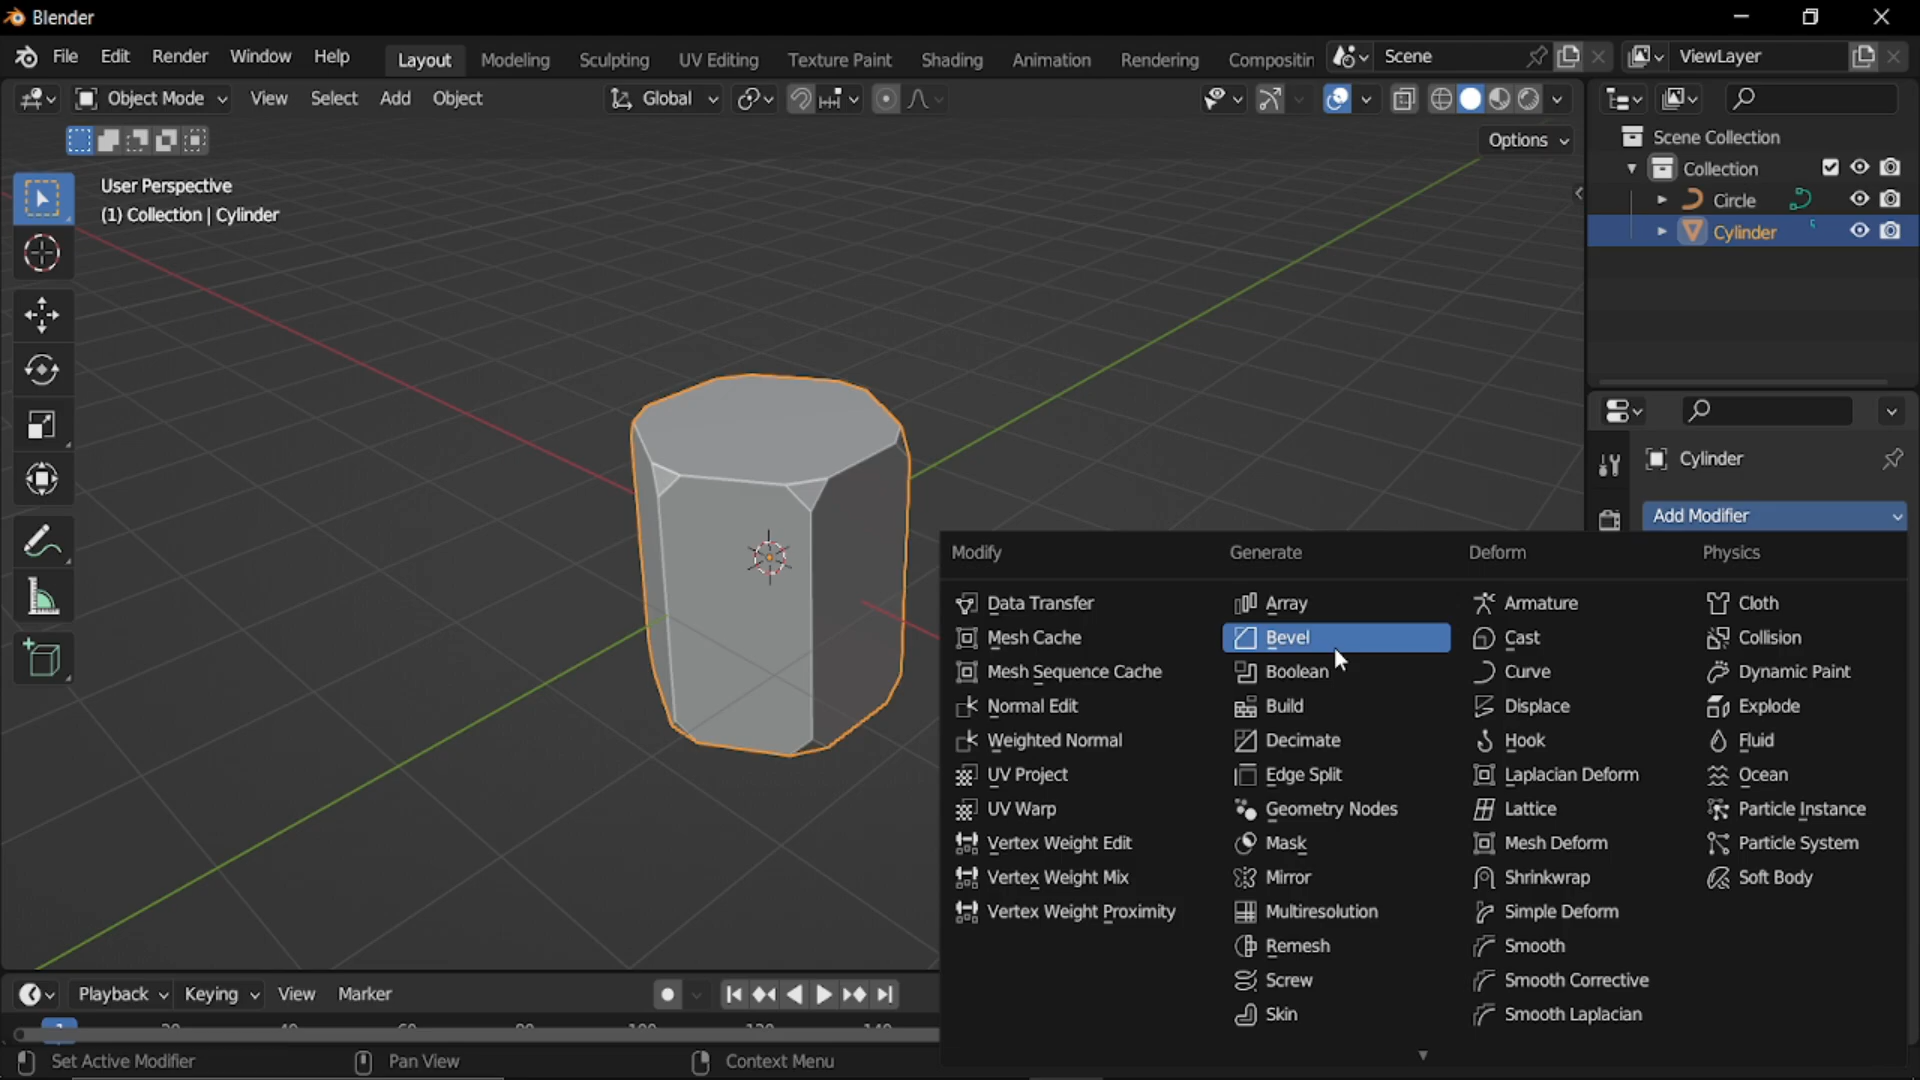 Blender
File Edit Render Window Help Layout Modeling Sculpting UV Editing Texture Paint Shading Animation Rendering Compositin Scene ViewLayer
Object Mode View Select Add Object Global
Options
User Perspective
(1) Collection | Cylinder
Scene Collection
Collection
Circle
Cylinder
Cylinder
Add Modifier
Modify Generate Deform Physics
Data Transfer Array Armature Cloth
Mesh Cache Bevel Cast Collision
Mesh Sequence Cache Boolean Curve Dynamic Paint
Normal Edit Build Displace Explode
Weighted Normal Decimate Hook Fluid
UV Project Edge Split Laplacian Deform Ocean
UV Warp Geometry Nodes Lattice Particle Instance
Vertex Weight Edit Mask Mesh Deform Particle System
Vertex Weight Mix Mirror Shrinkwrap Soft Body
Vertex Weight Proximity Multiresolution Simple Deform
Remesh Smooth
Screw Smooth Corrective
Skin Smooth Laplacian
Playback Keying View Marker
Set Active Modifier Pan View Context Menu